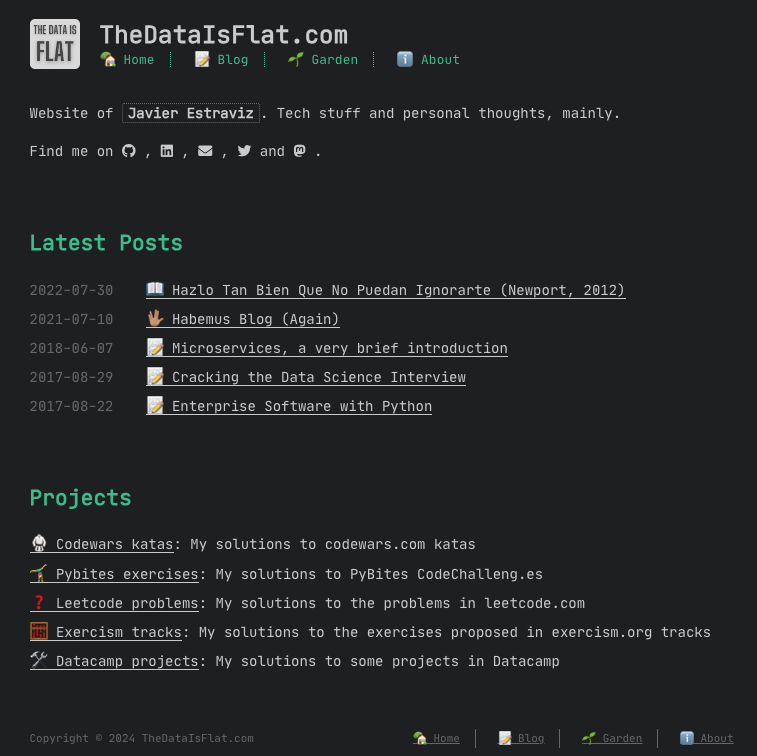 THE DATA IS
FLAT
TheDataIsFlat.com
🏡 Home 📝 Blog 🌱 Garden ℹ️ About
Website of Javier Estraviz. Tech stuff and personal thoughts, mainly.
Find me on , , , and .
Latest Posts
2022-07-30 📖 Hazlo Tan Bien Que No Puedan Ignorarte (Newport, 2012)
2021-07-10 🖖🏽 Habemus Blog (Again)
2018-06-07 📝 Microservices, a very brief introduction
2017-08-29 📝 Cracking the Data Science Interview
2017-08-22 📝 Enterprise Software with Python
Projects
🥋 Codewars katas: My solutions to codewars.com katas
🤸 Pybites exercises: My solutions to PyBites CodeChalleng.es
❓ Leetcode problems: My solutions to the problems in leetcode.com
🧮 Exercism tracks: My solutions to the exercises proposed in exercism.org tracks
🛠 Datacamp projects: My solutions to some projects in Datacamp
Copyright © 2024 TheDataIsFlat.com 🏡 Home 📝 Blog 🌱 Garden ℹ️ About